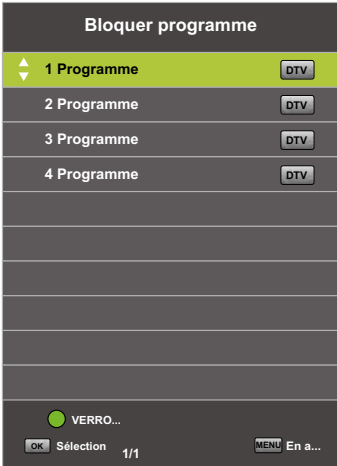 Bloquer programme
1 Programme DTV
2 Programme DTV
3 Programme DTV
4 Programme DTV
VERRO...
OK Sélection 1/1 MENU En a...